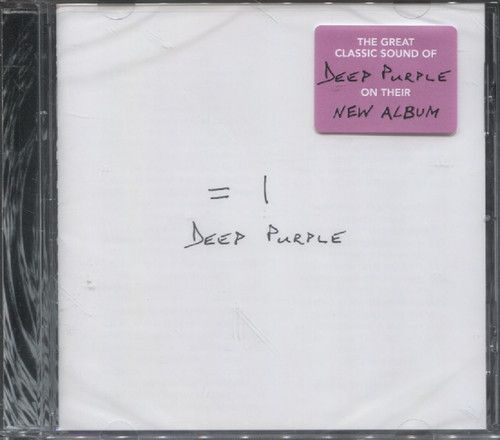 THE GREAT
CLASSIC SOUND OF
DEEP PURPLE
ON THEIR
NEW ALBUM
= 1
DEEP PURPLE